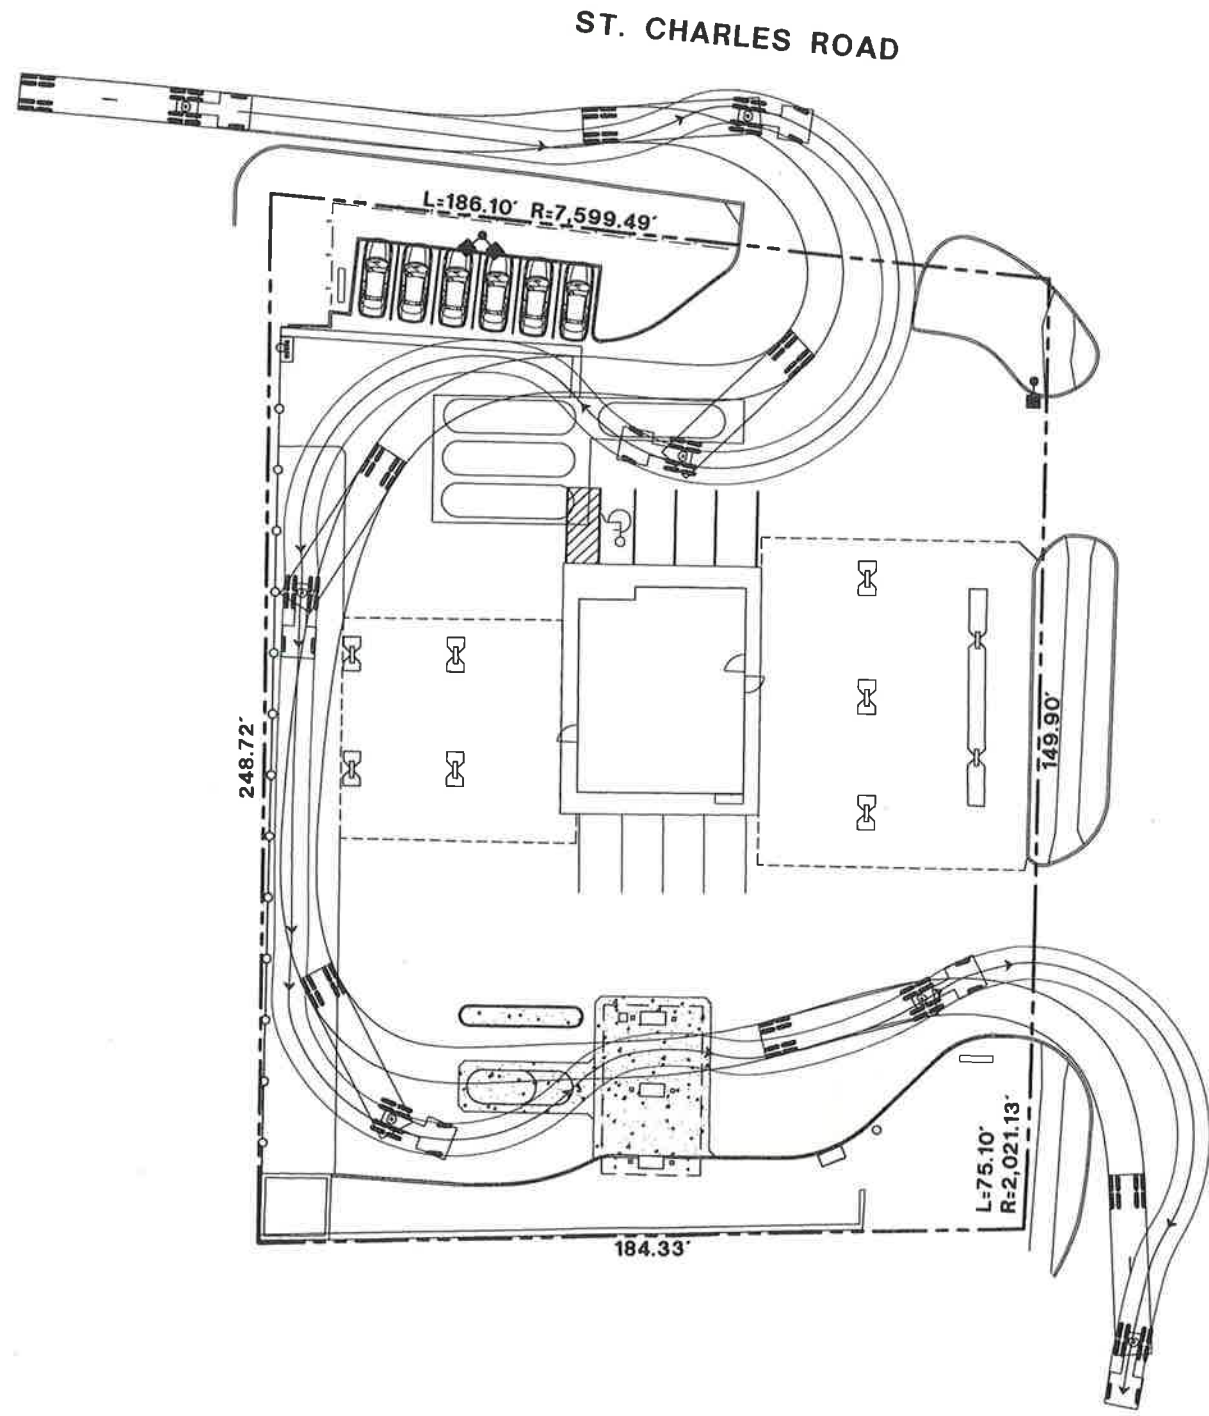 ST. CHARLES ROAD
L=186.10' R=7,599.49'
248.72'
149.90'
L=75.10'
R=2,021.13'
184.33'